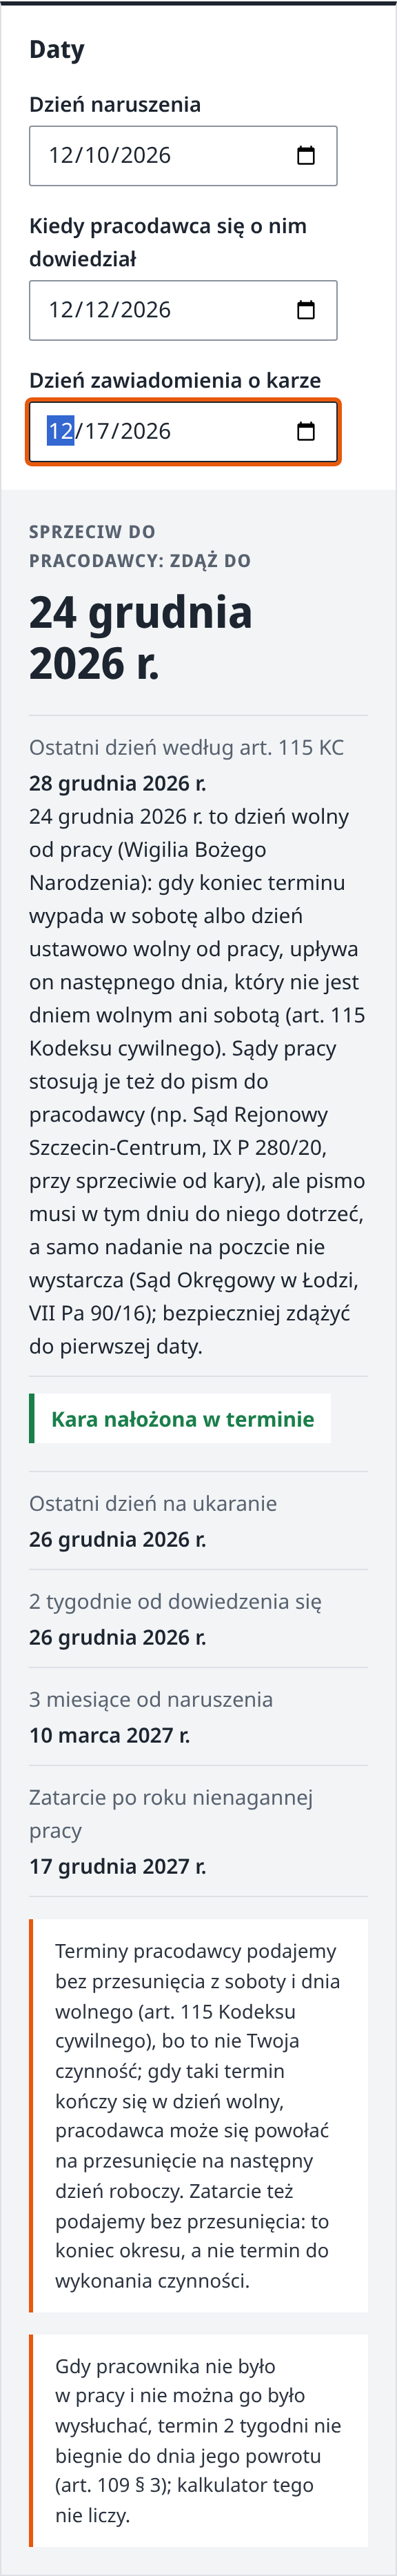 Daty
Dzień naruszenia
12/10/2026
Kiedy pracodawca się o nim
dowiedział
12/12/2026
Dzień zawiadomienia o karze
12/17/2026
SPRZECIW DO
PRACODAWCY: ZDĄŻ DO
24 grudnia
2026 r.
Ostatni dzień według art. 115 KC
28 grudnia 2026 r.
24 grudnia 2026 r. to dzień wolny
od pracy (Wigilia Bożego
Narodzenia): gdy koniec terminu
wypada w sobotę albo dzień
ustawowo wolny od pracy, upływa
on następnego dnia, który nie jest
dniem wolnym ani sobotą (art. 115
Kodeksu cywilnego). Sądy pracy
stosują je też do pism do
pracodawcy (np. Sąd Rejonowy
Szczecin-Centrum, IX P 280/20,
przy sprzeciwie od kary), ale pismo
musi w tym dniu do niego dotrzeć,
a samo nadanie na poczcie nie
wystarcza (Sąd Okręgowy w Łodzi,
VII Pa 90/16); bezpieczniej zdążyć
do pierwszej daty.
Kara nałożona w terminie
Ostatni dzień na ukaranie
26 grudnia 2026 r.
2 tygodnie od dowiedzenia się
26 grudnia 2026 r.
3 miesiące od naruszenia
10 marca 2027 r.
Zatarcie po roku nienagannej
pracy
17 grudnia 2027 r.
Terminy pracodawcy podajemy
bez przesunięcia z soboty i dnia
wolnego (art. 115 Kodeksu
cywilnego), bo to nie Twoja
czynność; gdy taki termin
kończy się w dzień wolny,
pracodawca może się powołać
na przesunięcie na następny
dzień roboczy. Zatarcie też
podajemy bez przesunięcia: to
koniec okresu, a nie termin do
wykonania czynności.
Gdy pracownika nie było
w pracy i nie można go było
wysłuchać, termin 2 tygodni nie
biegnie do dnia jego powrotu
(art. 109 § 3); kalkulator tego
nie liczy.